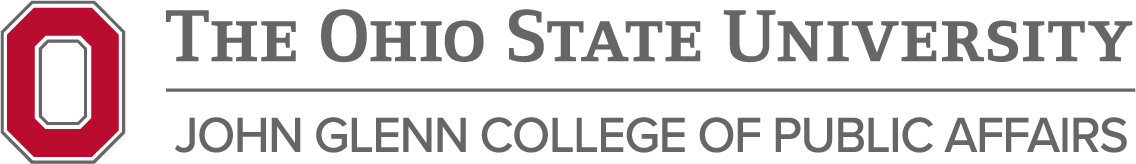 THE OHIO STATE UNIVERSITY
JOHN GLENN COLLEGE OF PUBLIC AFFAIRS